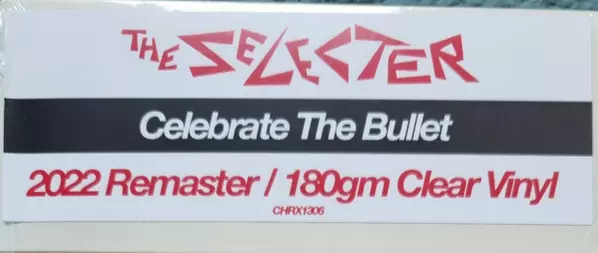 THE SELECTER
Celebrate The Bullet
2022 Remaster / 180gm Clear Vinyl
CHRX1306